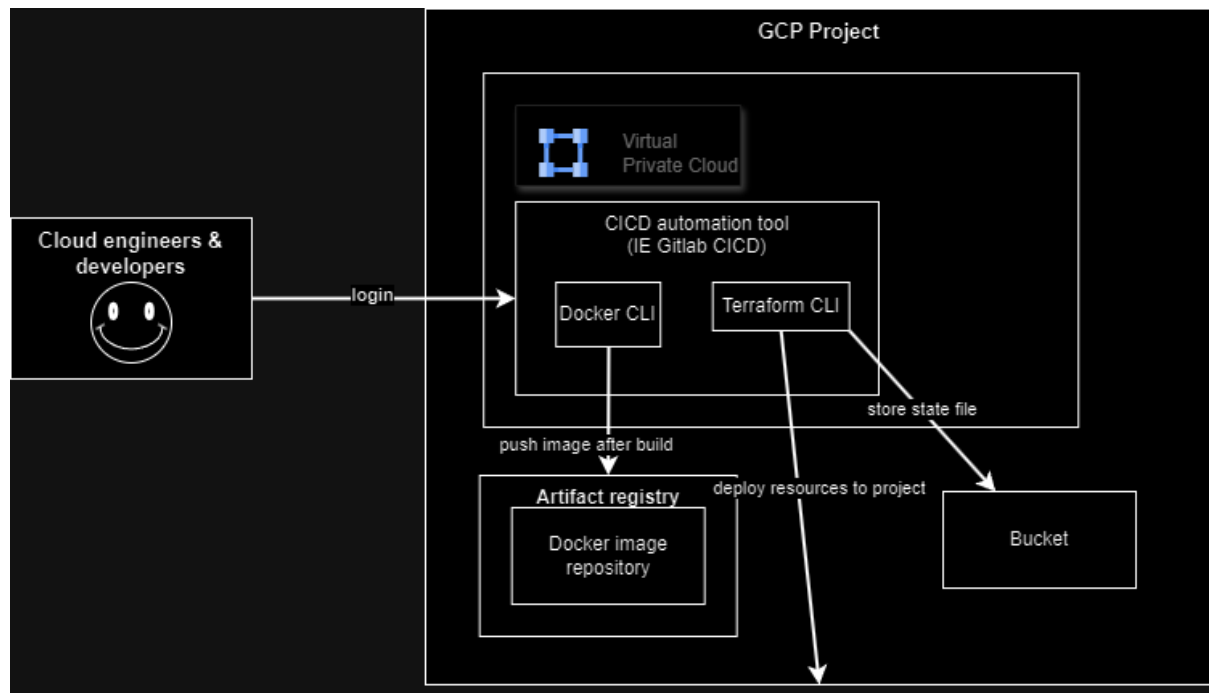 GCP Project
Virtual
Private Cloud
CICD automation tool
(IE Gitlab CICD)
Cloud engineers &
developers
login
Docker CLI
Terraform CLI
store state file
push image after build
deploy resources to project
Artifact registry
Docker image
repository
Bucket